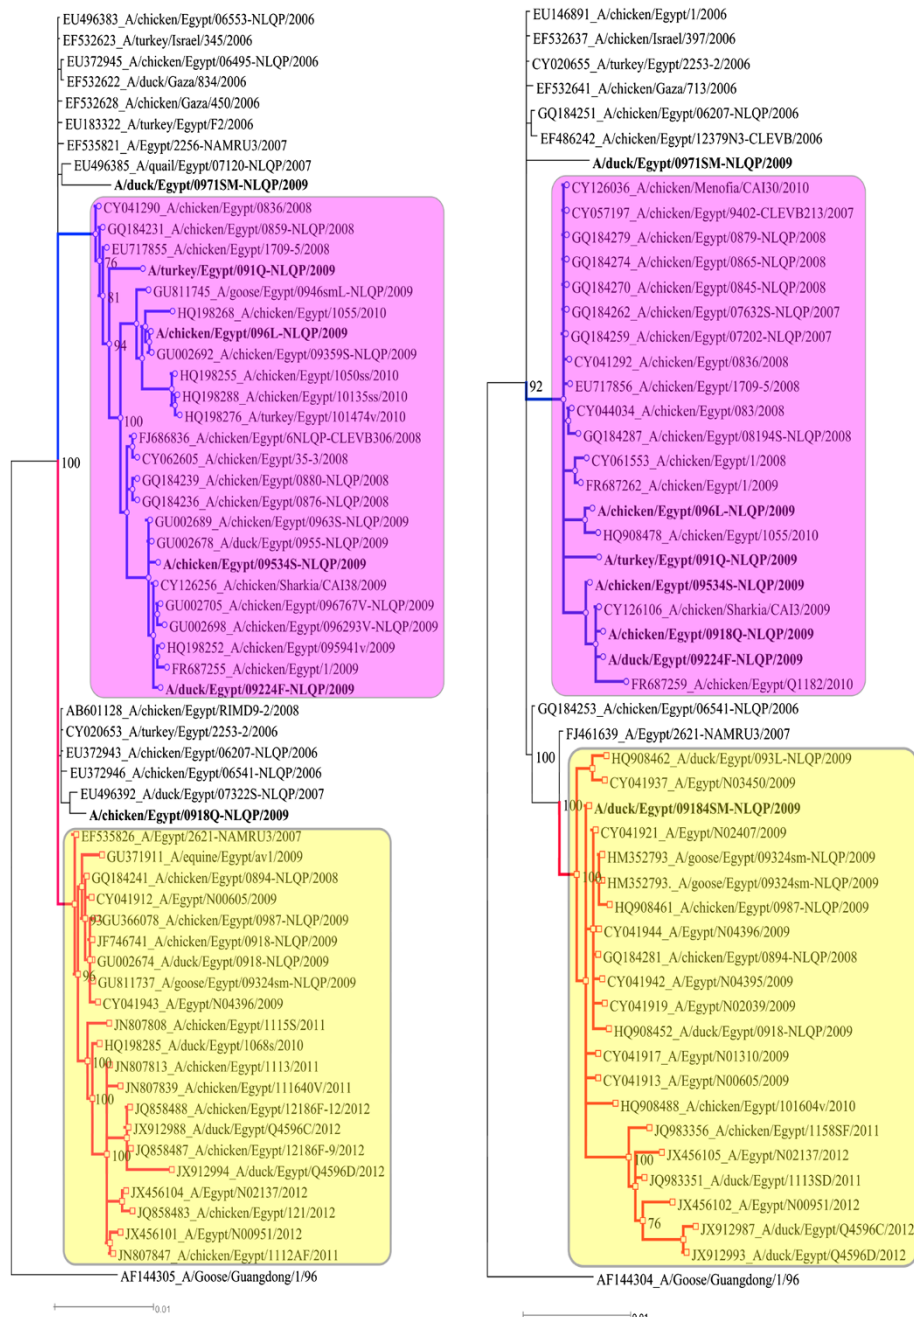 EU496383_A/chicken/Egypt/06553-NLQP/2006
EF532623_A/turkey/Israel/345/2006
EU372945_A/chicken/Egypt/06495-NLQP/2006
EF532622_A/duck/Gaza/834/2006
EF532628_A/chicken/Gaza/450/2006
EU183322_A/turkey/Egypt/F2/2006
EF535821_A/Egypt/2256-NAMRU3/2007
EU496385_A/quail/Egypt/07120-NLQP/2007
A/duck/Egypt/0971SM-NLQP/2009
CY041290_A/chicken/Egypt/0836/2008
GQ184231_A/chicken/Egypt/0859-NLQP/2008
EU717855_A/chicken/Egypt/1709-5/2008
76
A/turkey/Egypt/091Q-NLQP/2009
GU811745_A/goose/Egypt/0946smL-NLQP/2009
81
HQ198268_A/chicken/Egypt/1055/2010
A/chicken/Egypt/096L-NLQP/2009
94
GU002692_A/chicken/Egypt/09359S-NLQP/2009
HQ198255_A/chicken/Egypt/1050ss/2010
HQ198288_A/chicken/Egypt/10135ss/2010
HQ198276_A/turkey/Egypt/101474v/2010
100
FJ686836_A/chicken/Egypt/6NLQP-CLEVB306/2008
CY062605_A/chicken/Egypt/35-3/2008
100
GQ184239_A/chicken/Egypt/0880-NLQP/2008
GQ184236_A/chicken/Egypt/0876-NLQP/2008
GU002689_A/chicken/Egypt/0963S-NLQP/2009
GU002678_A/duck/Egypt/0955-NLQP/2009
A/chicken/Egypt/09534S-NLQP/2009
CY126256_A/chicken/Sharkia/CAI38/2009
GU002705_A/chicken/Egypt/096767V-NLQP/2009
GU002698_A/chicken/Egypt/096293V-NLQP/2009
HQ198252_A/chicken/Egypt/095941v/2009
FR687255_A/chicken/Egypt/1/2009
A/duck/Egypt/09224F-NLQP/2009
AB601128_A/chicken/Egypt/RIMD9-2/2008
CY020653_A/turkey/Egypt/2253-2/2006
EU372943_A/chicken/Egypt/06207-NLQP/2006
EU372946_A/chicken/Egypt/06541-NLQP/2006
EU496392_A/duck/Egypt/07322S-NLQP/2007
A/chicken/Egypt/0918Q-NLQP/2009
EF535826_A/Egypt/2621-NAMRU3/2007
GU371911_A/equine/Egypt/av1/2009
GQ184241_A/chicken/Egypt/0894-NLQP/2008
CY041912_A/Egypt/N00605/2009
93
GU366078_A/chicken/Egypt/0987-NLQP/2009
JF746741_A/chicken/Egypt/0918-NLQP/2009
GU002674_A/duck/Egypt/0918-NLQP/2009
96
GU811737_A/goose/Egypt/09324sm-NLQP/2009
CY041943_A/Egypt/N04396/2009
JN807808_A/chicken/Egypt/1115S/2011
HQ198285_A/duck/Egypt/1068s/2010
100
JN807813_A/chicken/Egypt/1113/2011
JN807839_A/chicken/Egypt/111640V/2011
100
JQ858488_A/chicken/Egypt/12186F-12/2012
JX912988_A/duck/Egypt/Q4596C/2012
JQ858487_A/chicken/Egypt/12186F-9/2012
100
JX912994_A/duck/Egypt/Q4596D/2012
JX456104_A/Egypt/N02137/2012
JQ858483_A/chicken/Egypt/121/2012
JX456101_A/Egypt/N00951/2012
JN807847_A/chicken/Egypt/1112AF/2011
AF144305_A/Goose/Guangdong/1/96
0.01
EU146891_A/chicken/Egypt/1/2006
EF532637_A/chicken/Israel/397/2006
CY020655_A/turkey/Egypt/2253-2/2006
EF532641_A/chicken/Gaza/713/2006
GQ184251_A/chicken/Egypt/06207-NLQP/2006
EF486242_A/chicken/Egypt/12379N3-CLEVB/2006
A/duck/Egypt/0971SM-NLQP/2009
CY126036_A/chicken/Menofia/CAI30/2010
CY057197_A/chicken/Egypt/9402-CLEVB213/2007
GQ184279_A/chicken/Egypt/0879-NLQP/2008
GQ184274_A/chicken/Egypt/0865-NLQP/2008
GQ184270_A/chicken/Egypt/0845-NLQP/2008
GQ184262_A/chicken/Egypt/07632S-NLQP/2007
GQ184259_A/chicken/Egypt/07202-NLQP/2007
CY041292_A/chicken/Egypt/0836/2008
92
EU717856_A/chicken/Egypt/1709-5/2008
CY044034_A/chicken/Egypt/083/2008
GQ184287_A/chicken/Egypt/08194S-NLQP/2008
CY061553_A/chicken/Egypt/1/2008
FR687262_A/chicken/Egypt/1/2009
A/chicken/Egypt/096L-NLQP/2009
HQ908478_A/chicken/Egypt/1055/2010
A/turkey/Egypt/091Q-NLQP/2009
A/chicken/Egypt/09534S-NLQP/2009
CY126106_A/chicken/Sharkia/CAI3/2009
A/chicken/Egypt/0918Q-NLQP/2009
A/duck/Egypt/09224F-NLQP/2009
FR687259_A/chicken/Egypt/Q1182/2010
GQ184253_A/chicken/Egypt/06541-NLQP/2006
FJ461639_A/Egypt/2621-NAMRU3/2007
100
HQ908462_A/duck/Egypt/093L-NLQP/2009
CY041937_A/Egypt/N03450/2009
100
A/duck/Egypt/09184SM-NLQP/2009
CY041921_A/Egypt/N02407/2009
HM352793_A/goose/Egypt/09324sm-NLQP/2009
100
HM352793._A/goose/Egypt/09324sm-NLQP/2009
HQ908461_A/chicken/Egypt/0987-NLQP/2009
CY041944_A/Egypt/N04396/2009
GQ184281_A/chicken/Egypt/0894-NLQP/2008
CY041942_A/Egypt/N04395/2009
CY041919_A/Egypt/N02039/2009
HQ908452_A/duck/Egypt/0918-NLQP/2009
CY041917_A/Egypt/N01310/2009
CY041913_A/Egypt/N00605/2009
HQ908488_A/chicken/Egypt/101604v/2010
JQ983356_A/chicken/Egypt/1158SF/2011
JX456105_A/Egypt/N02137/2012
100
JQ983351_A/duck/Egypt/1113SD/2011
JX456102_A/Egypt/N00951/2012
76
JX912987_A/duck/Egypt/Q4596C/2012
JX912993_A/duck/Egypt/Q4596D/2012
AF144304_A/Goose/Guangdong/1/96
0.01